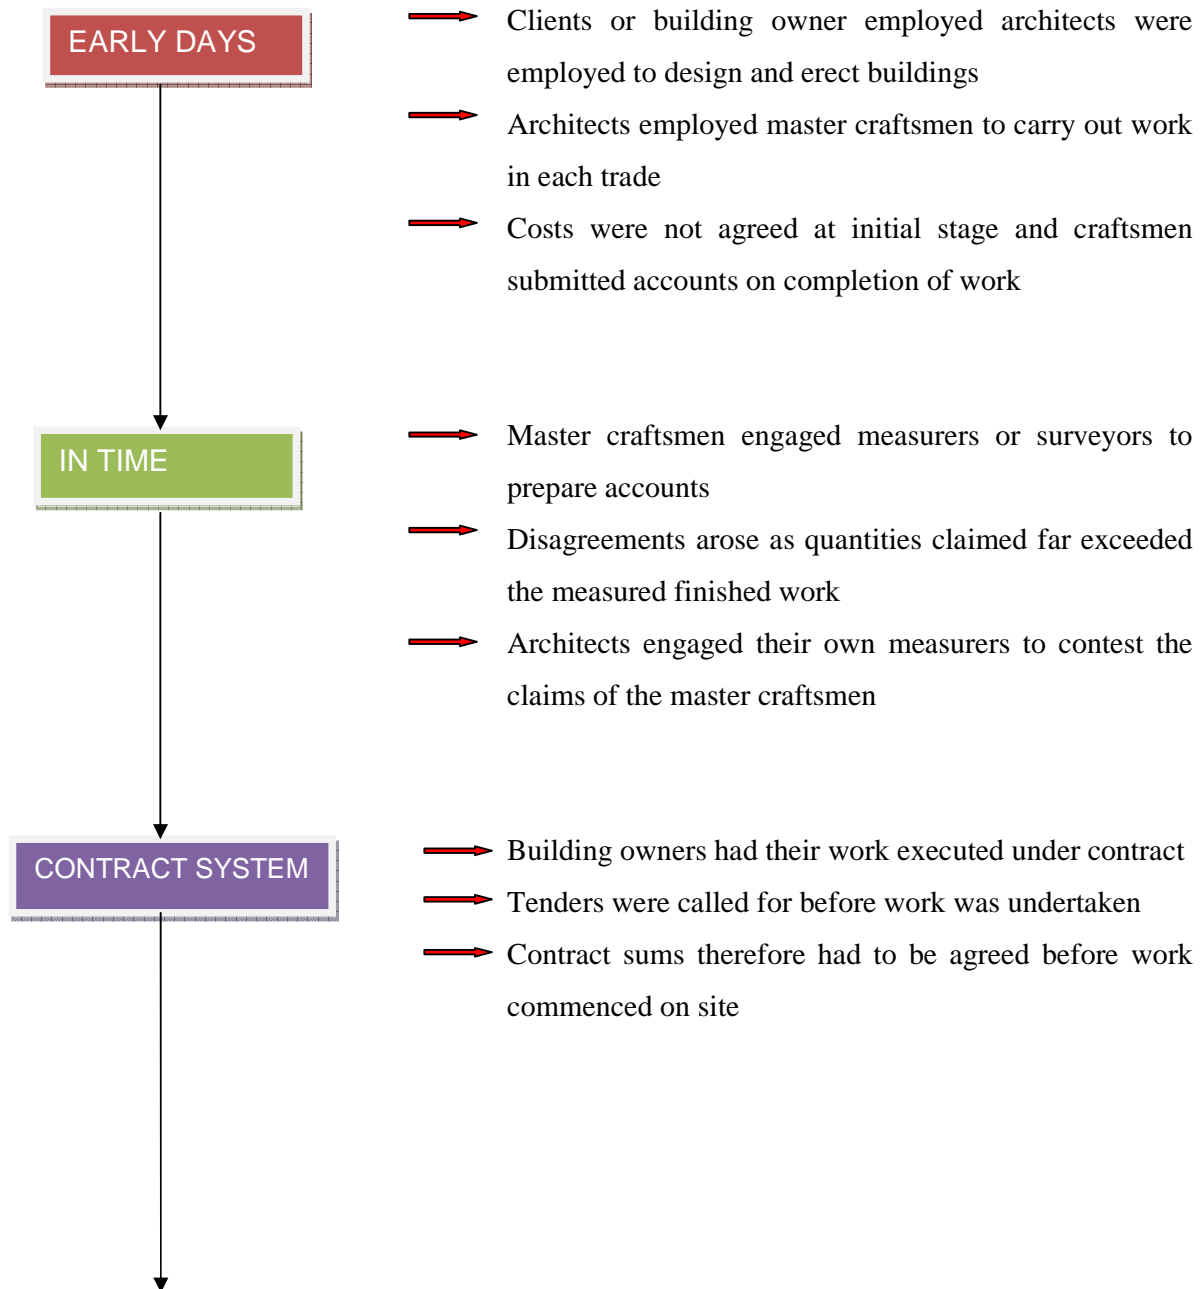 EARLY DAYS
Clients or building owner employed architects were
employed to design and erect buildings
Architects employed master craftsmen to carry out work
in each trade
Costs were not agreed at initial stage and craftsmen
submitted accounts on completion of work
IN TIME
Master craftsmen engaged measurers or surveyors to
prepare accounts
Disagreements arose as quantities claimed far exceeded
the measured finished work
Architects engaged their own measurers to contest the
claims of the master craftsmen
CONTRACT SYSTEM
Building owners had their work executed under contract
Tenders were called for before work was undertaken
Contract sums therefore had to be agreed before work
commenced on site